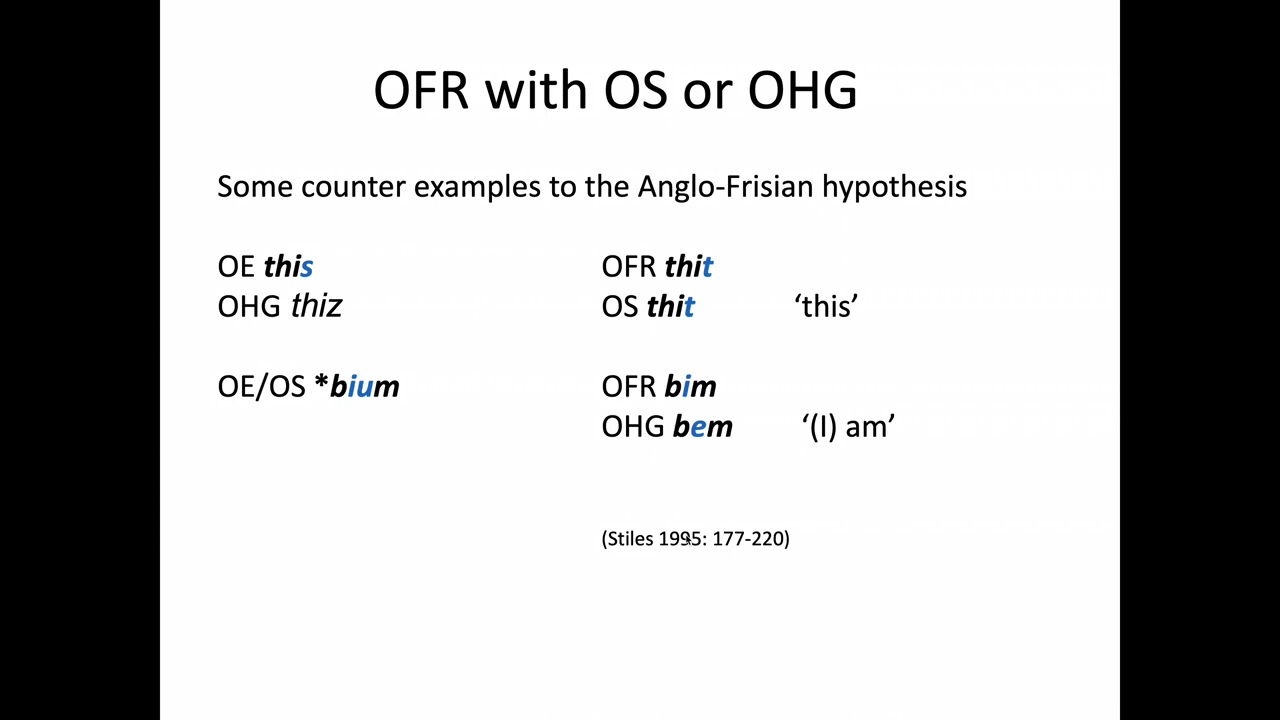 OFR with OS or OHG
Some counter examples to the Anglo-Frisian hypothesis
OE this OFR thit
OHG thiz OS thit ‘this’
OE/OS *bium OFR bim
OHG bem ‘(I) am’
(Stiles 1995: 177-220)